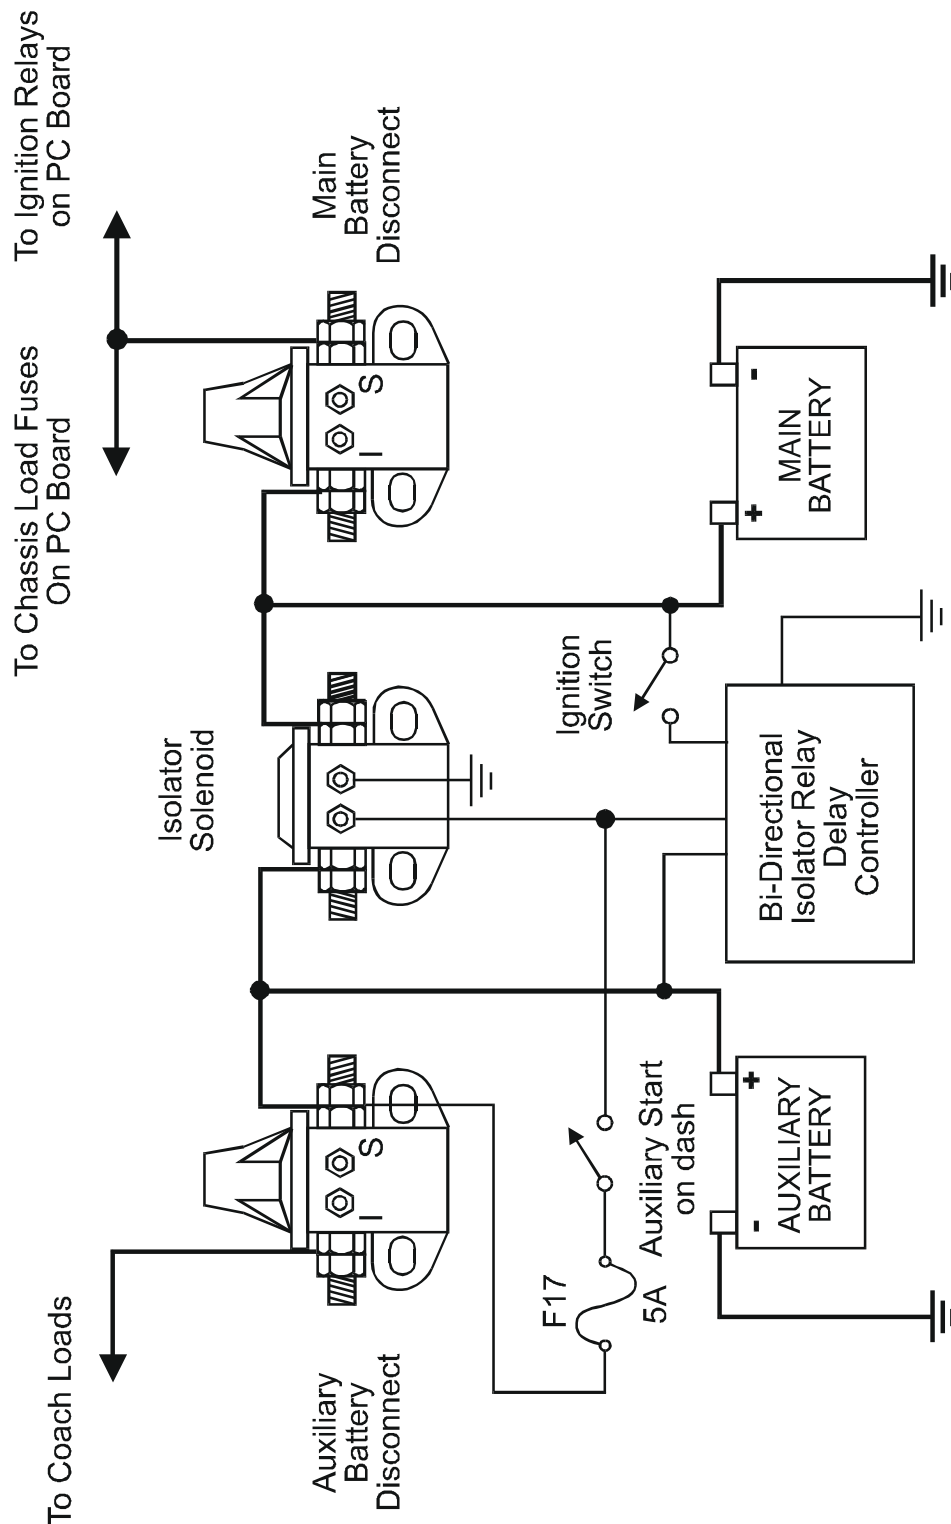 To Coach Loads
To Chassis Load Fuses
On PC Board
To Ignition Relays
on PC Board
Isolator
Solenoid
Auxiliary
Battery
Disconnect
I
S
Main
Battery
Disconnect
I
S
F17
5A
Auxiliary Start
on dash
Ignition
Switch
-
+
AUXILIARY
BATTERY
Bi-Directional
Isolator Relay
Delay
Controller
+
-
MAIN
BATTERY